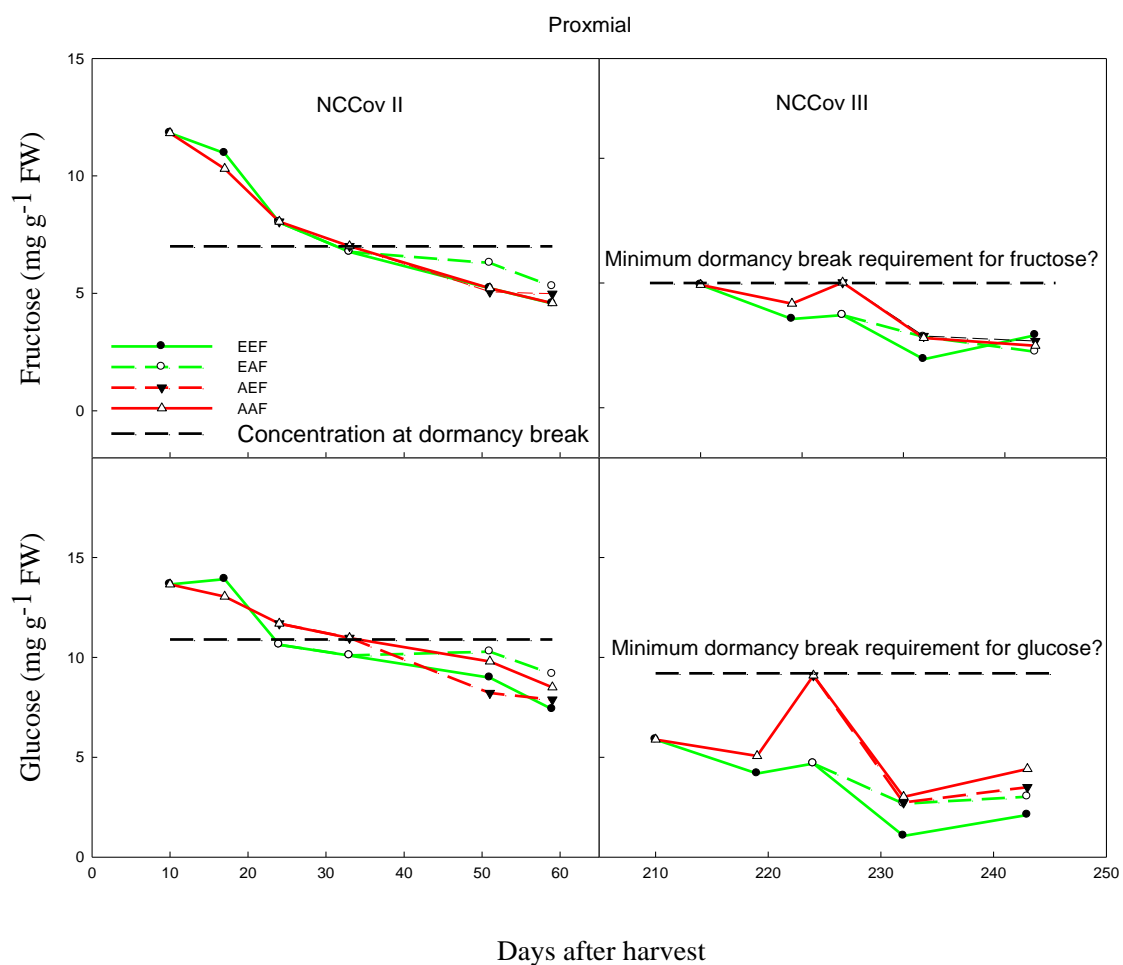 Proxmial
15
10
5
0
Fructose (mg g-1 FW)
NCCov II
NCCov III
Minimum dormancy break requirement for fructose?
EEF
EAF
AEF
AAF
Concentration at dormancy break
15
10
5
0
Glucose (mg g-1 FW)
Minimum dormancy break requirement for glucose?
0 10 20 30 40 50 60 210 220 230 240 250
Days after harvest